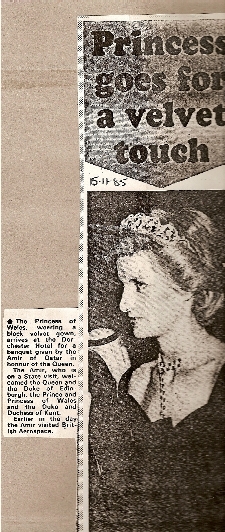 Princess
goes for
a velvet
touch
15-11-85
The Princess of
Wales, wearing a
black velvet gown,
arrives at the Dor-
chester Hotel for a
banquet given by the
Amir of Qatar in
honour of the Queen.
The Amir, who is
on a State visit, wel-
comed the Queen and
the Duke of Edin-
burgh, the Prince and
Princess of Wales
and the Duke and
Duchess of Kent.
Earlier in the day
the Amir visited Brit-
ish Aerospace.